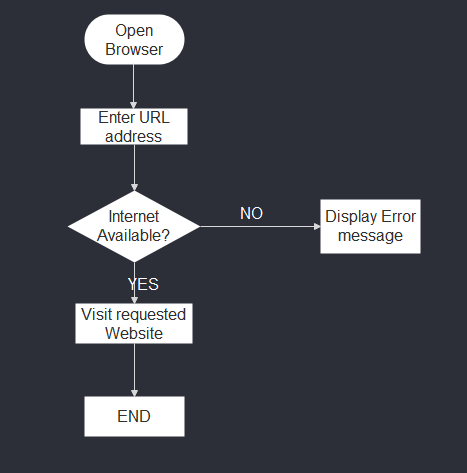 Open
Browser
Enter URL
address
Internet
Available?
NO
Display Error
message
YES
Visit requested
Website
END